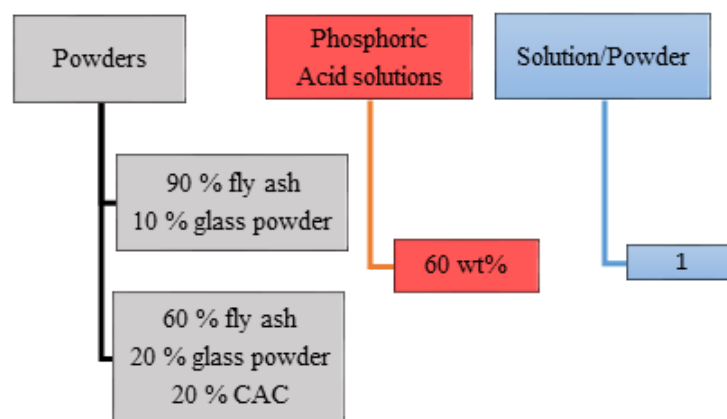 Powders
Phosphoric
Acid solutions
Solution/Powder
90 % fly ash
10 % glass powder
60 wt%
1
60 % fly ash
20 % glass powder
20 % CAC